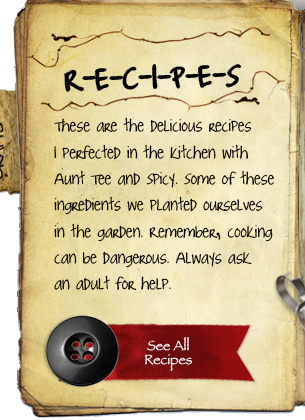 R-E-C-I-P-E-S
These are the delicious recipes
I perfected in the kitchen with
Aunt Tee and Spicy. Some of these
ingredients we planted ourselves
in the garden. Remember, cooking
can be dangerous. Always ask
an adult for help.
See All
Recipes